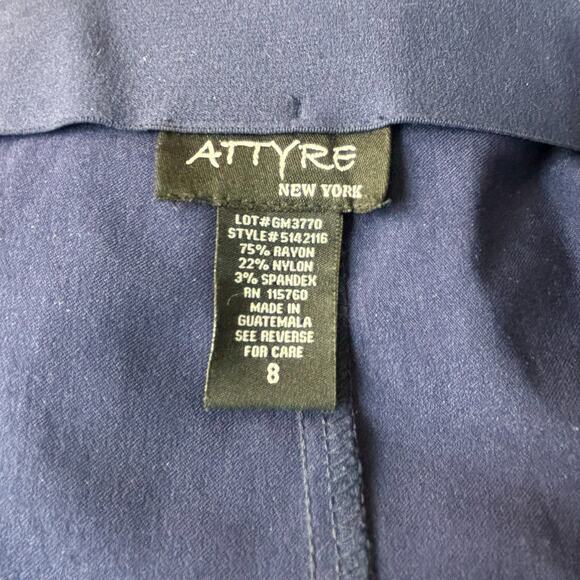 ATTYRE
NEW YORK
LOT#GM3770
STYLE#5142116
75% RAYON
22% NYLON
3% SPANDEX
RN 115760
MADE IN
GUATEMALA
SEE REVERSE
FOR CARE
8